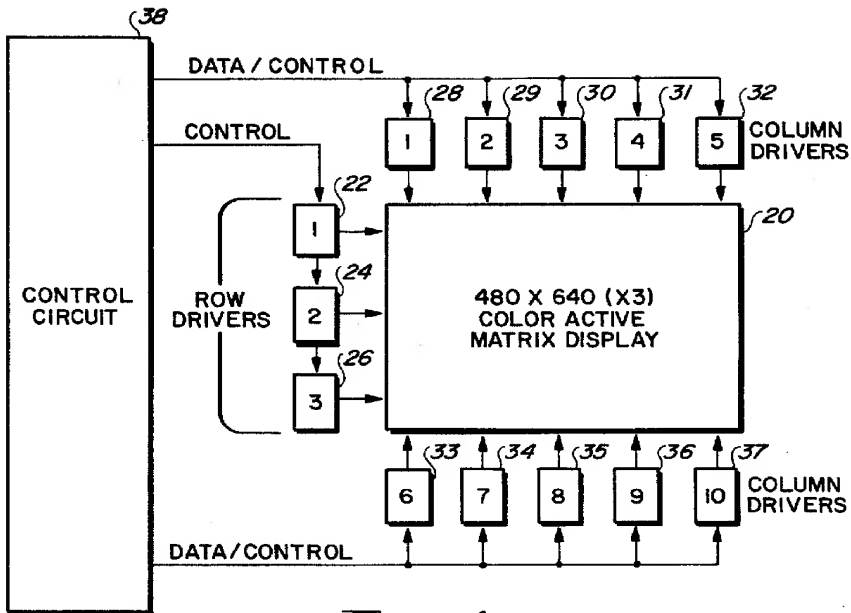 38
DATA / CONTROL
28
29
30
31
32
1
2
3
4
5
COLUMN
DRIVERS
CONTROL
22
20
1
24
CONTROL
CIRCUIT
ROW
DRIVERS
2
480 X 640 (X3)
COLOR ACTIVE
MATRIX DISPLAY
26
3
33
34
35
36
37
6
7
8
9
10
COLUMN
DRIVERS
DATA/CONTROL